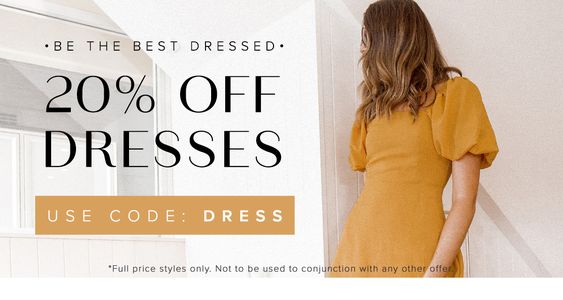 •BE THE BEST DRESSED•
20% OFF
DRESSES
USE CODE: DRESS
*Full price styles only. Not to be used to conjunction with any other offer.